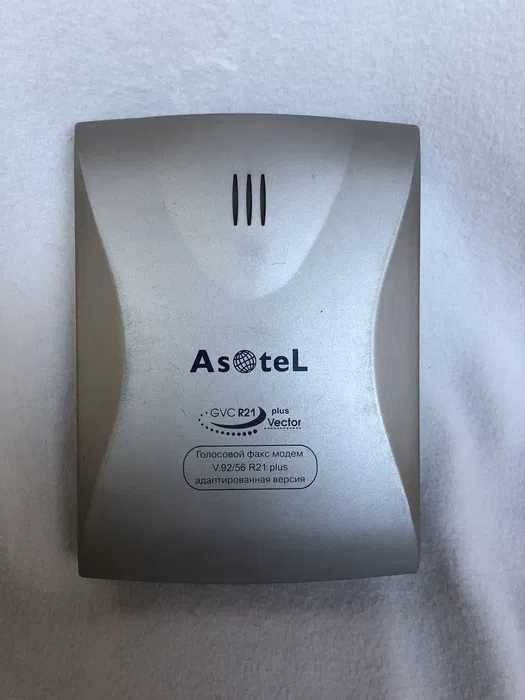 AsoteL
GVC R21 plus
Vector
Голосовой факс модем
V.92/56 R21 plus
адаптированная версия